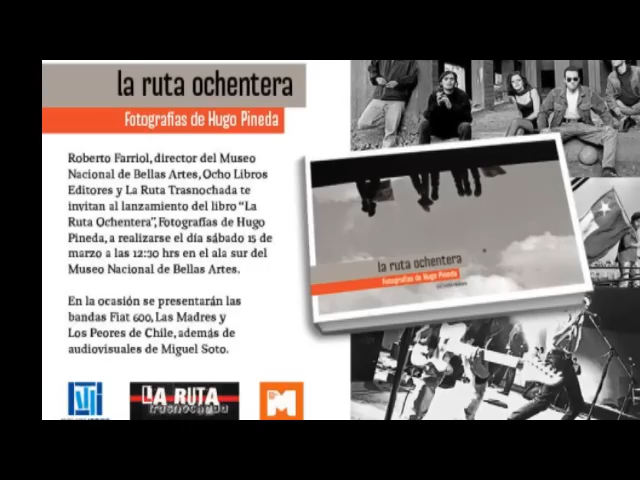 la ruta ochentera
Fotografías de Hugo Pineda
Roberto Farriol, director del Museo
Nacional de Bellas Artes, Ocho Libros
Editores y La Ruta Trasnochada te
invitan al lanzamiento del libro "La
Ruta Ochentera", Fotografías de Hugo
Pineda, a realizarse el día sábado 15 de
marzo a las 12:30 hrs en el ala sur del
Museo Nacional de Bellas Artes.
En la ocasión se presentarán las
bandas Fiat 600, Las Madres y
Los Peores de Chile, además de
audiovisuales de Miguel Soto.
la ruta ochentera
Fotografías de Hugo Pineda
LA RUTA
trasnochada
M